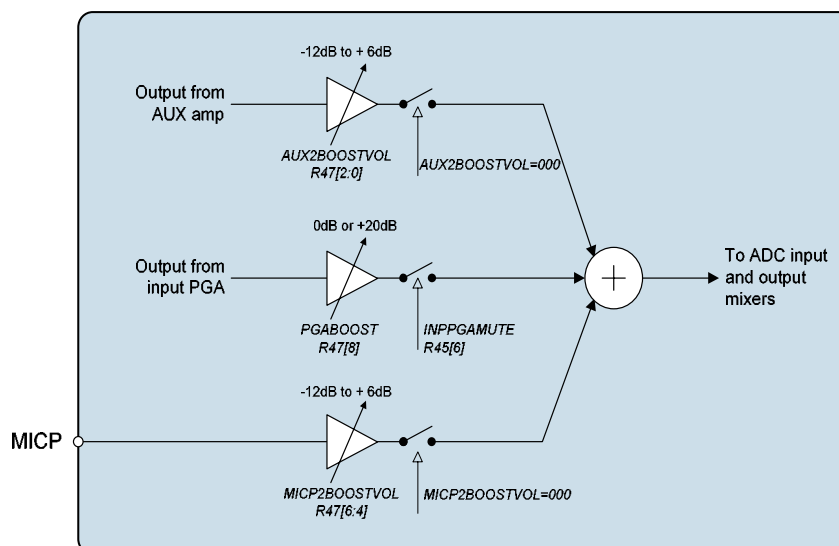 -12dB to + 6dB
Output from
AUX amp
AUX2BOOSTVOL
R47[2:0]
AUX2BOOSTVOL=000
0dB or +20dB
Output from
input PGA
PGABOOST
R47[8]
INPPGAMUTE
R45[6]
+
To ADC input
and output
mixers
-12dB to + 6dB
MICP
MICP2BOOSTVOL
R47[6:4]
MICP2BOOSTVOL=000